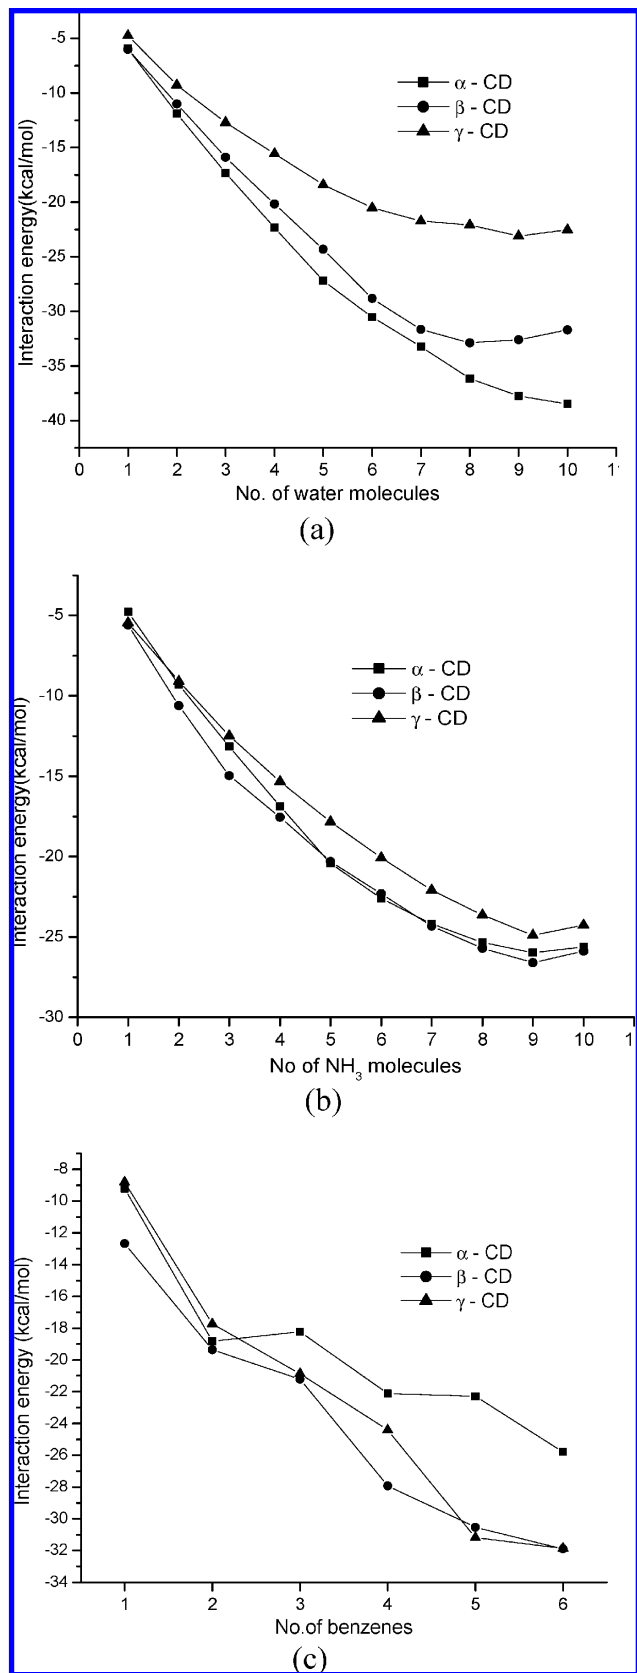 -5
-10
-15
-20
-25
-30
-35
-40
Interaction energy(kcal/mol)
α - CD
β - CD
γ - CD
0 1 2 3 4 5 6 7 8 9 10 11
No. of water molecules
(a)
-5
-10
-15
-20
-25
-30
Interaction energy(kcal/mol)
α - CD
β - CD
γ - CD
0 1 2 3 4 5 6 7 8 9 10 1
No of NH₃ molecules
(b)
-8
-10
-12
-14
-16
-18
-20
-22
-24
-26
-28
-30
-32
-34
Interaction energy (kcal/mol)
α - CD
β - CD
γ - CD
1 2 3 4 5 6
No.of benzenes
(c)